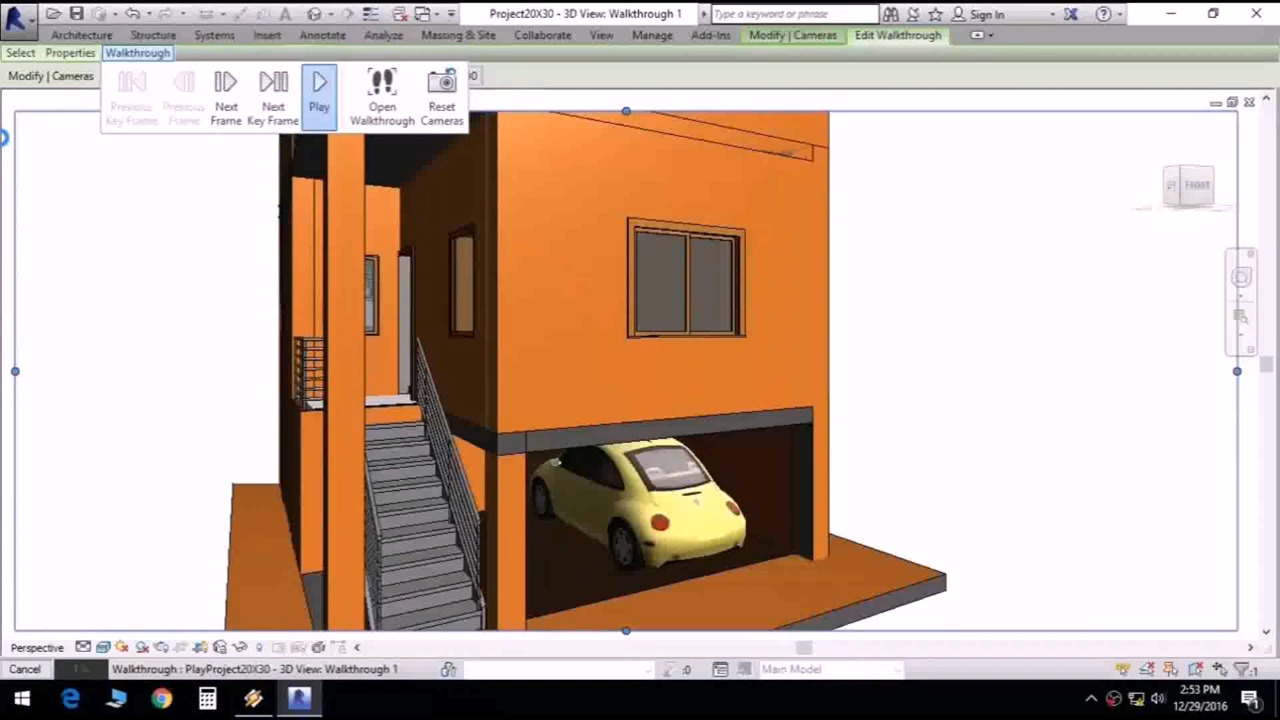 Project20X30 - 3D View: Walkthrough 1
Type a keyword or phrase
Sign In
Architecture Structure Systems Insert Annotate Analyze Massing & Site Collaborate View Manage Add-Ins Modify | Cameras Edit Walkthrough
Select Properties Walkthrough
Modify | Cameras
Previous Key Frame
Previous Frame
Next Frame
Next Key Frame
Play
Open Walkthrough
Reset Cameras
FRONT
Perspective
Cancel
1%
Walkthrough : PlayProject20X30 - 3D View: Walkthrough 1
:0
Main Model
:1
2:53 PM
12/29/2016